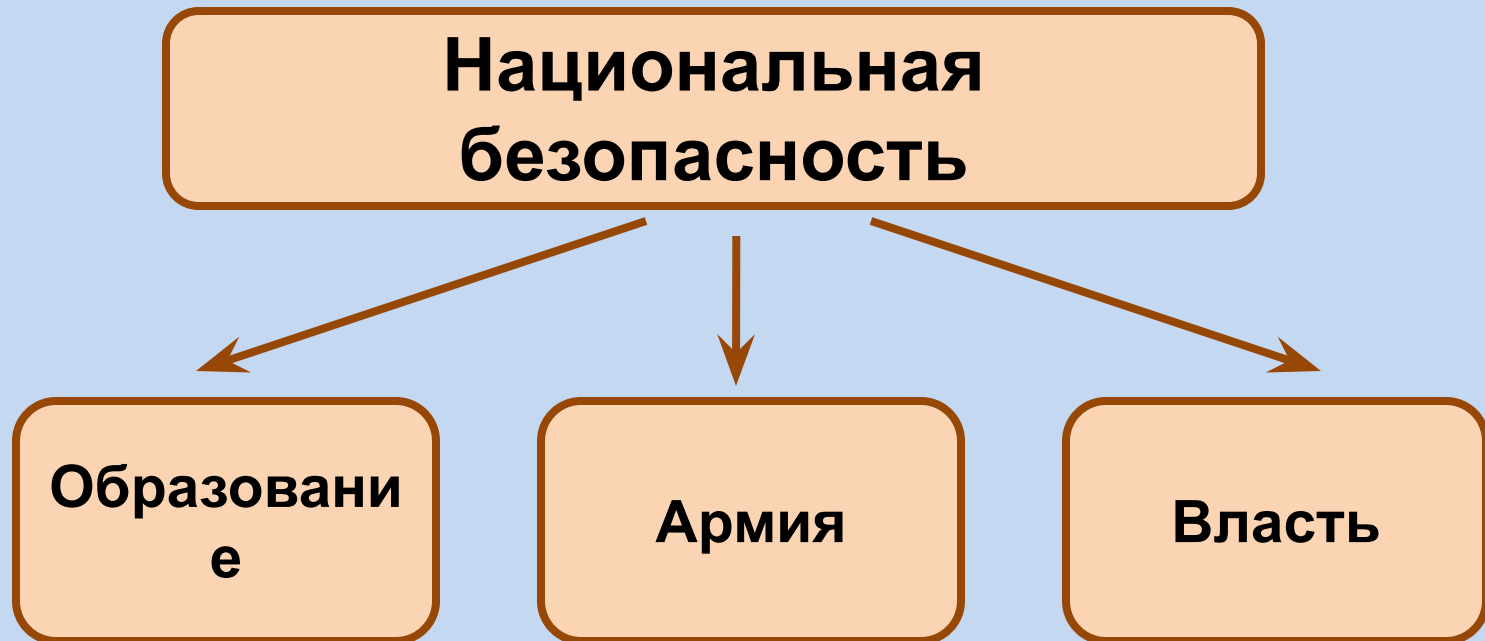 Национальная
безопасность
Образовани
е
Армия
Власть